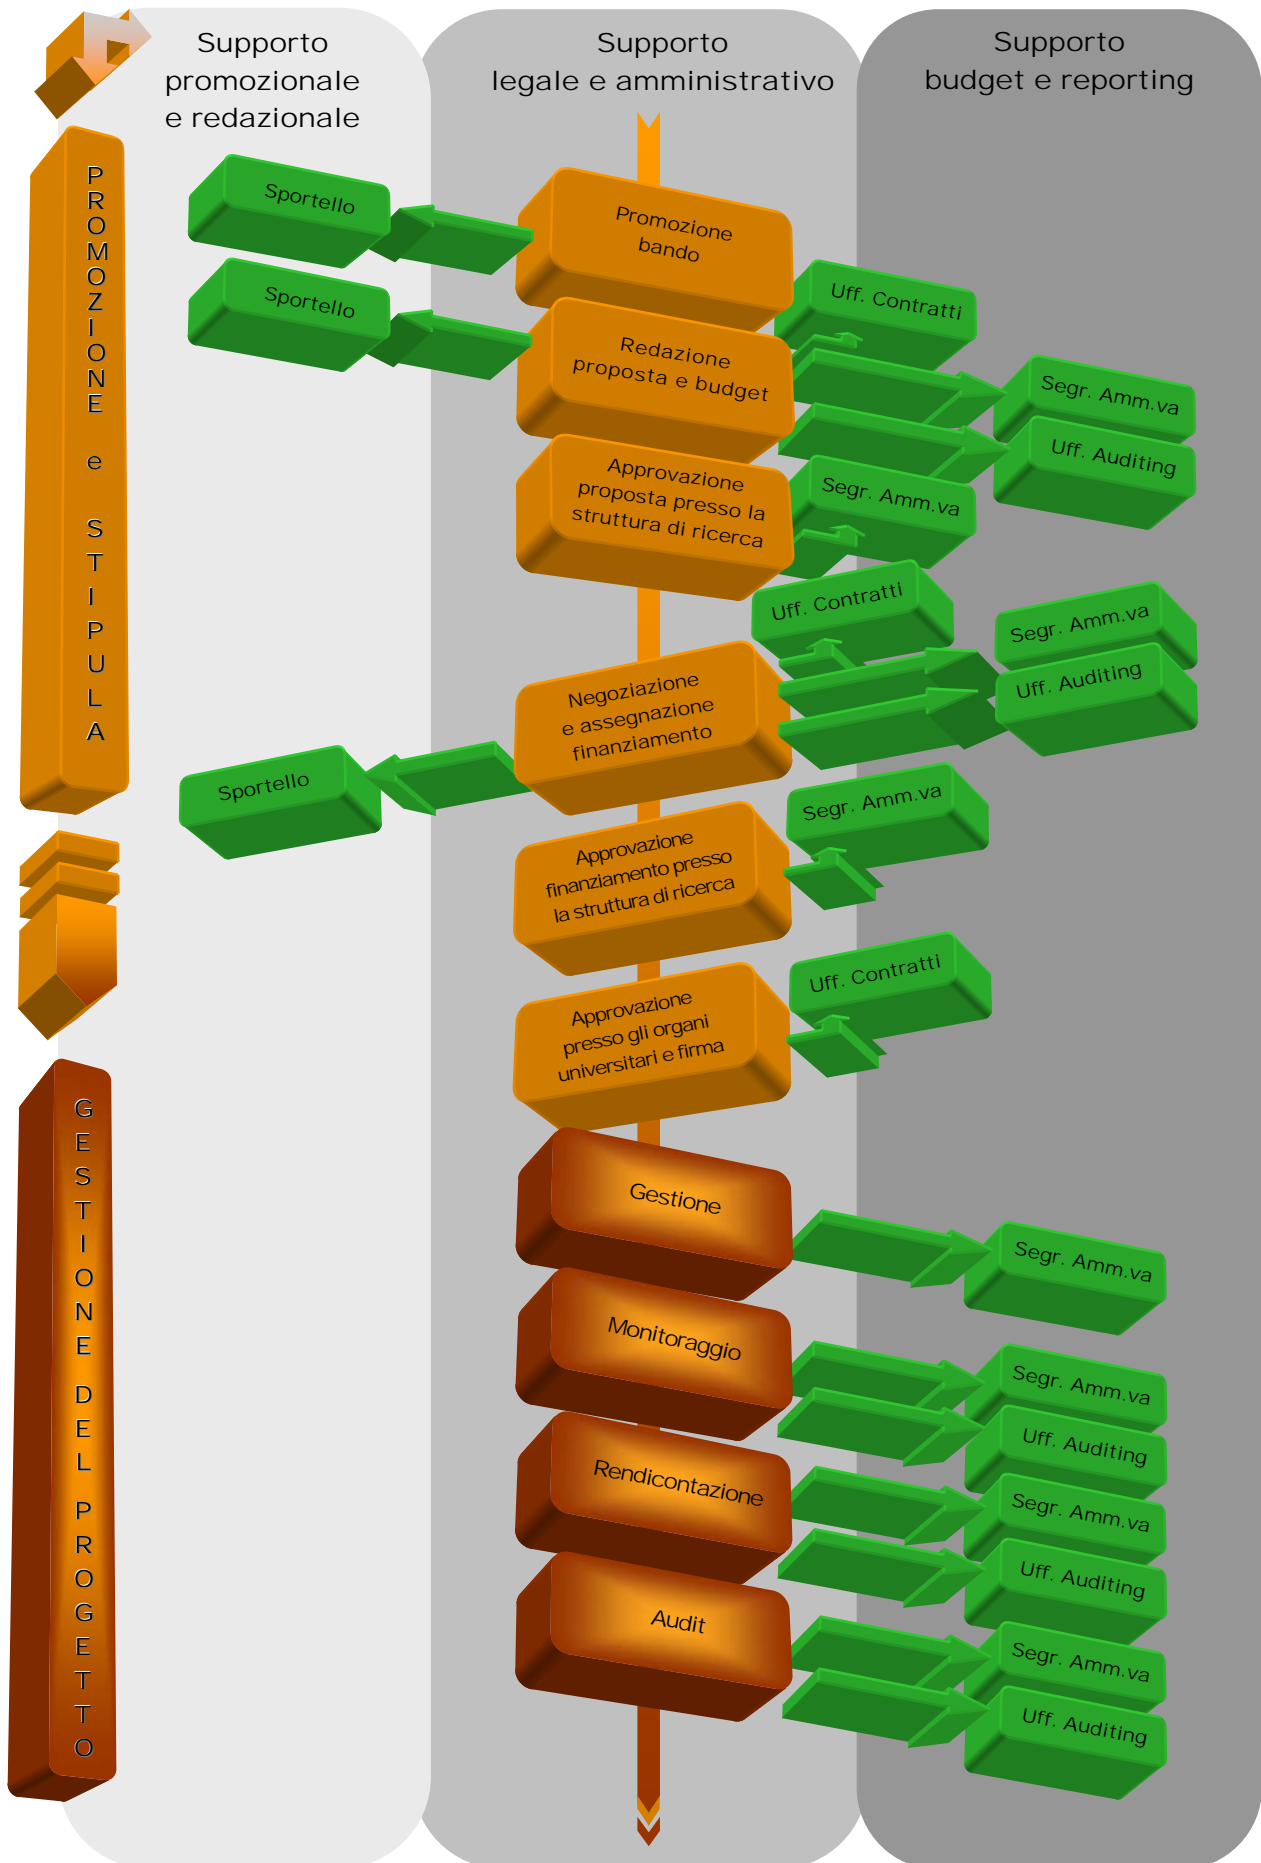 Supporto
promozionale
e redazionale
Supporto
legale e amministrativo
Supporto
budget e reporting
PROMOZIONE e STIPULA
Sportello
Promozione
bando
Sportello
Uff. Contratti
Redazione
proposta e budget
Segr. Amm.va
Uff. Auditing
Approvazione
proposta presso la
struttura di ricerca
Segr. Amm.va
Uff. Contratti
Segr. Amm.va
Uff. Auditing
Negoziazione
e assegnazione
finanziamento
Sportello
Segr. Amm.va
Approvazione
finanziamento presso
la struttura di ricerca
Uff. Contratti
Approvazione
presso gli organi
universitari e firma
GESTIONE DEL PROGETTO
Gestione
Segr. Amm.va
Monitoraggio
Segr. Amm.va
Uff. Auditing
Rendicontazione
Segr. Amm.va
Uff. Auditing
Audit
Segr. Amm.va
Uff. Auditing